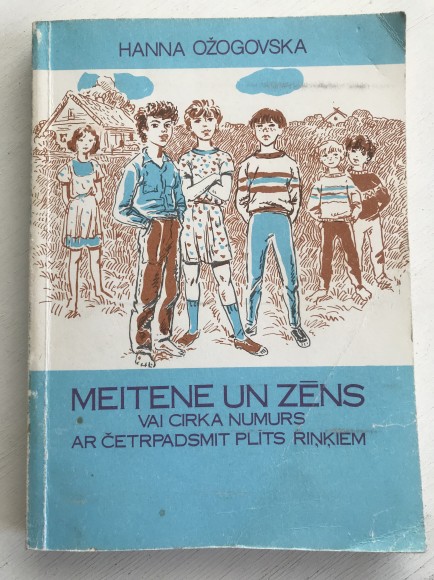 HANNA OŽOGOVSKA
MEITENE UN ZĒNS
VAI CIRKA NUMURS
AR ČETRPADSMIT PLĪTS RIŅĶIEM